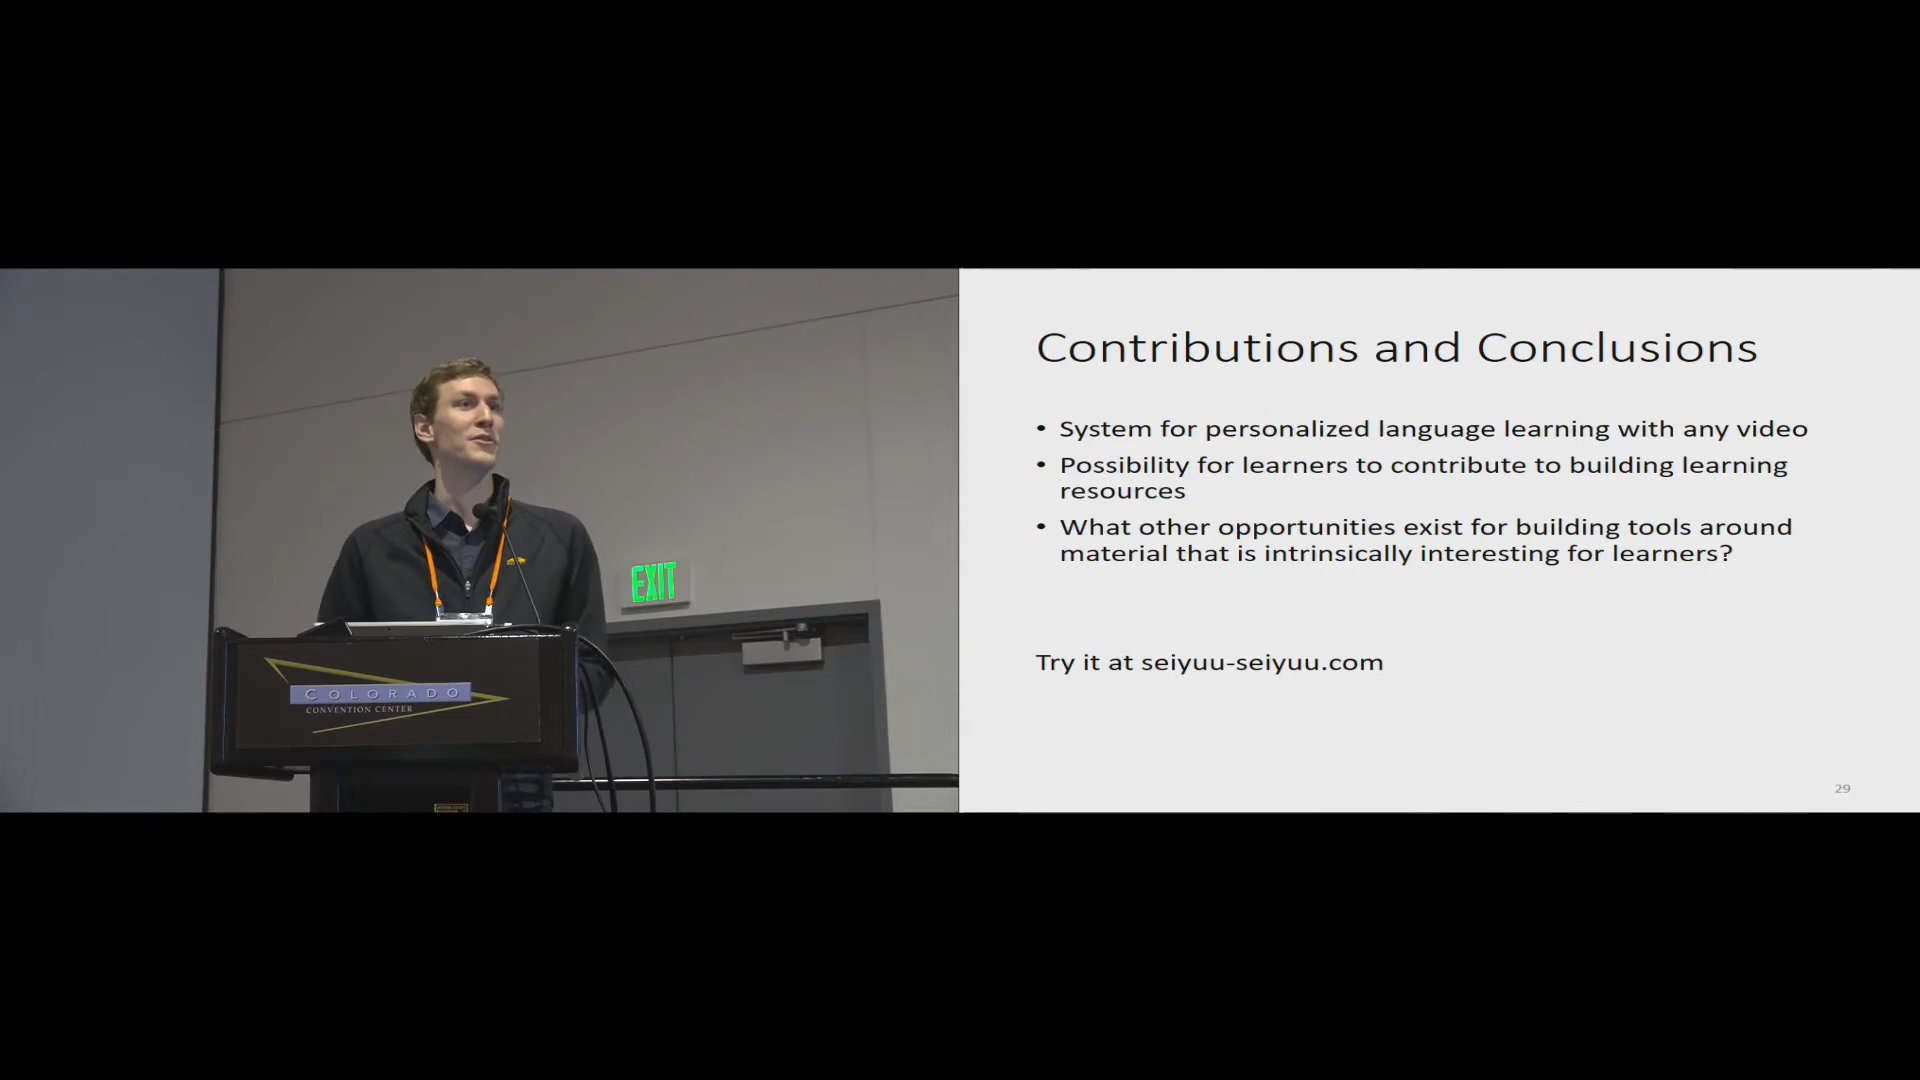 EXIT
COLORADO
CONVENTION CENTER
Contributions and Conclusions
• System for personalized language learning with any video
• Possibility for learners to contribute to building learning
resources
• What other opportunities exist for building tools around
material that is intrinsically interesting for learners?
Try it at seiyuu-seiyuu.com
29